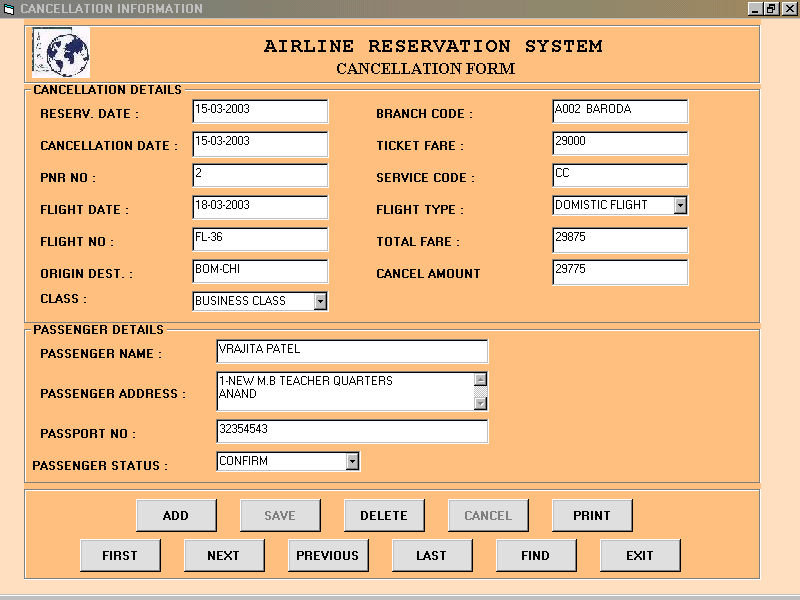 CANCELLATION INFORMATION
AIRLINE RESERVATION SYSTEM
CANCELLATION FORM
CANCELLATION DETAILS
RESERV. DATE : 15-03-2003 BRANCH CODE : A002 BARODA
CANCELLATION DATE : 15-03-2003 TICKET FARE : 29000
PNR NO : 2 SERVICE CODE : CC
FLIGHT DATE : 18-03-2003 FLIGHT TYPE : DOMISTIC FLIGHT
FLIGHT NO : FL-36 TOTAL FARE : 29875
ORIGIN DEST. : BOM-CHI CANCEL AMOUNT 29775
CLASS : BUSINESS CLASS
PASSENGER DETAILS
PASSENGER NAME : VRAJITA PATEL
PASSENGER ADDRESS : 1-NEW M.B TEACHER QUARTERS
ANAND
PASSPORT NO : 32354543
PASSENGER STATUS : CONFIRM
ADD SAVE DELETE CANCEL PRINT
FIRST NEXT PREVIOUS LAST FIND EXIT